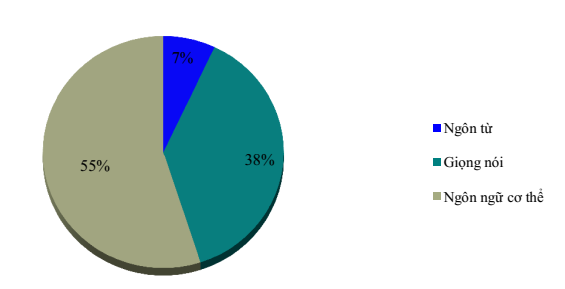 7%
38%
55%
Ngôn từ
Giọng nói
Ngôn ngữ cơ thể